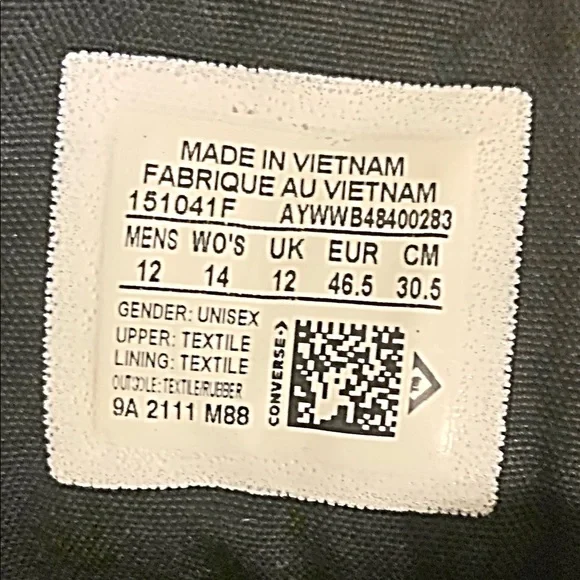 MADE IN VIETNAM
FABRIQUE AU VIETNAM
151041F AYWWB48400283
MENS WO'S UK EUR CM
12 14 12 46.5 30.5
GENDER: UNISEX
UPPER: TEXTILE
LINING: TEXTILE
OUTSOLE: TEXTILE/RUBBER
9A 2111 M88
CONVERSE